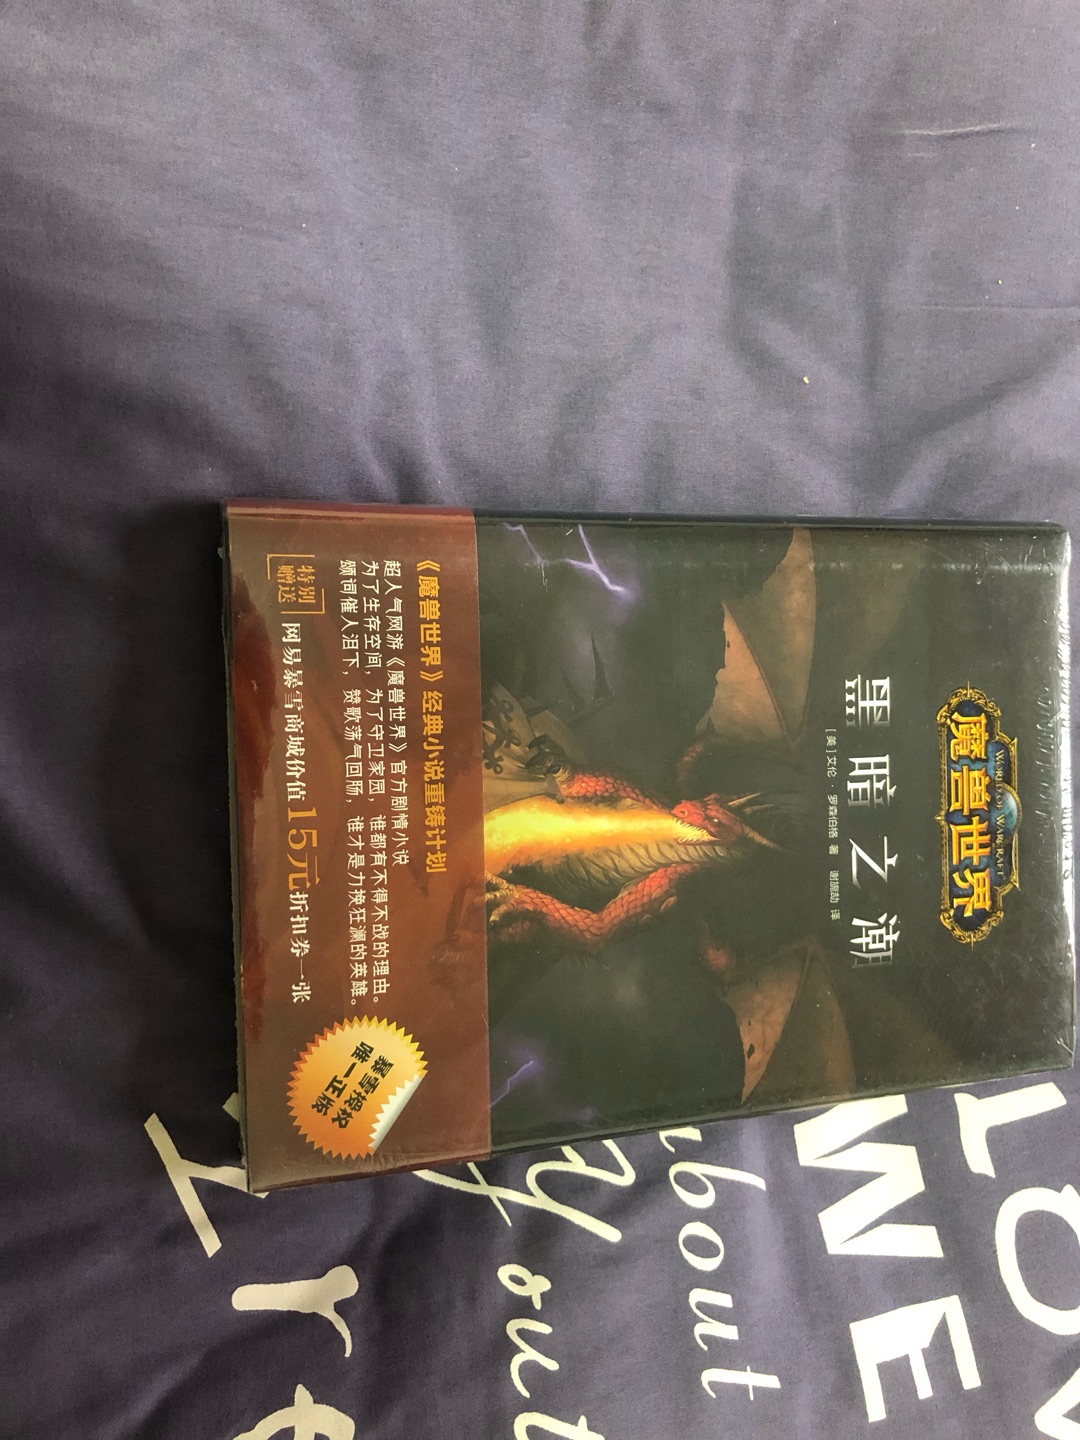 WORLD OF WARCRAFT
魔兽世界
黑暗之潮
[美]艾伦·罗森伯格 著 谢皈劼 译
《魔兽世界》经典小说重铸计划
超人气网游《魔兽世界》官方剧情小说
为了生存空间，为了守卫家园，谁都有不得不战的理由。
颂词催人泪下，赞歌荡气回肠，谁才是力挽狂澜的英雄。
特别
赠送
网易暴雪商城价值15元折扣券一张
暴雪授权
唯一正版
WE
bout
you